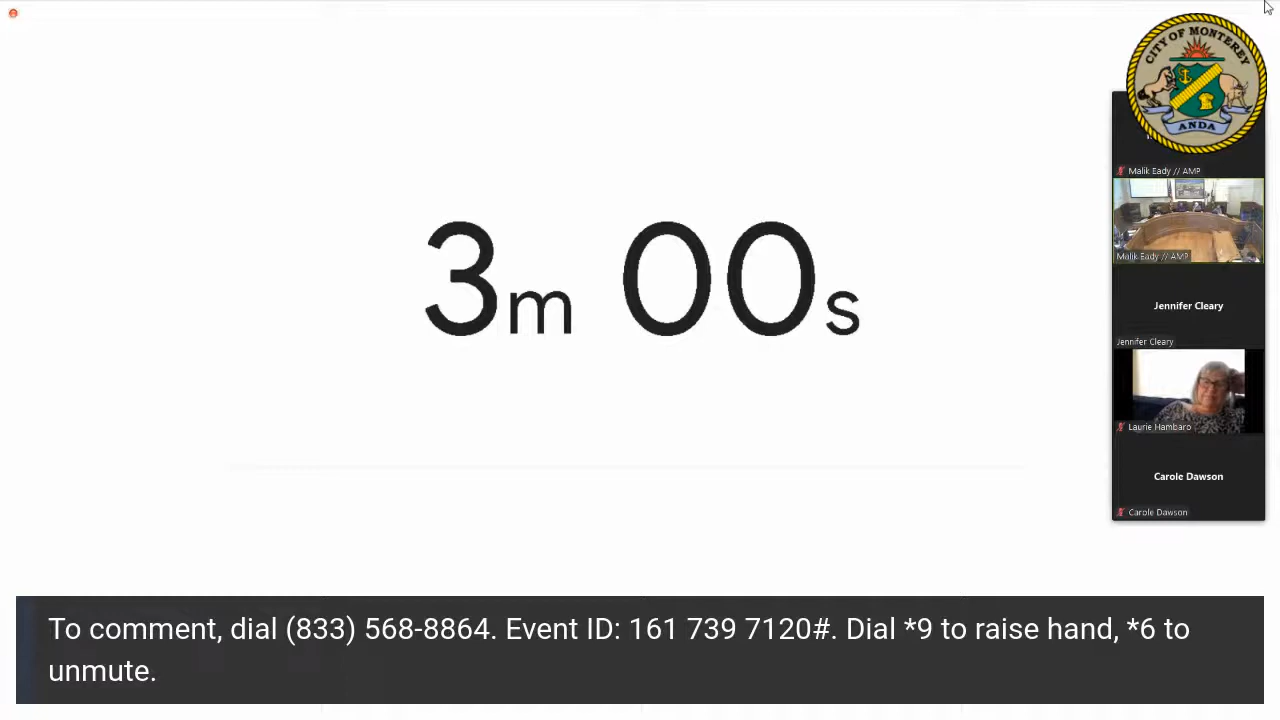 CITY OF MONTEREY
ANDA
Malik Eady // AMP
3m 00s
Malik Eady // AMP
Jennifer Cleary
Jennifer Cleary
Laurie Hambaro
Carole Dawson
Carole Dawson
To comment, dial (833) 568-8864. Event ID: 161 739 7120#. Dial *9 to raise hand, *6 to
unmute.